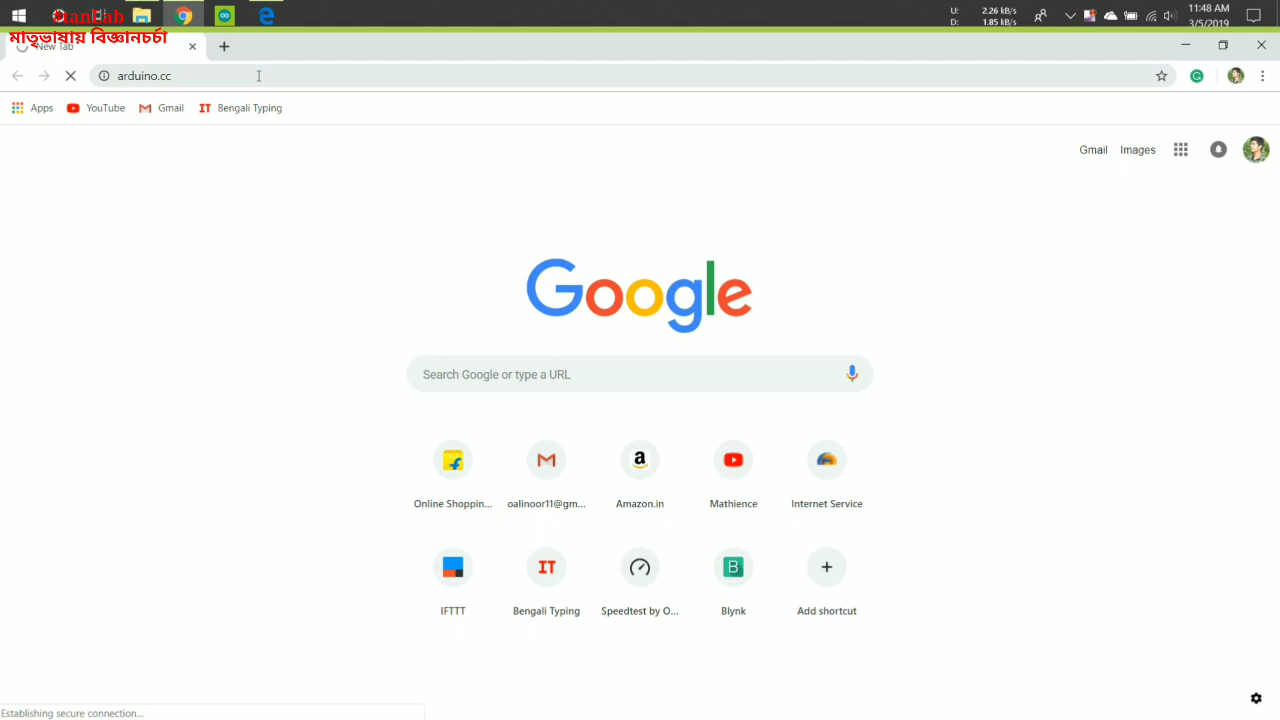 U: 2.26 kB/s
D: 1.85 kB/s
11:48 AM
3/5/2019
মাতৃভাষায় বিজ্ঞানচর্চা
New Tab
arduino.cc
Apps YouTube Gmail IT Bengali Typing
Gmail Images
Google
Search Google or type a URL
Online Shoppin... oalinoor11@gm... Amazon.in Mathience Internet Service
IT B
IFTTT Bengali Typing Speedtest by O... Blynk Add shortcut
Establishing secure connection...